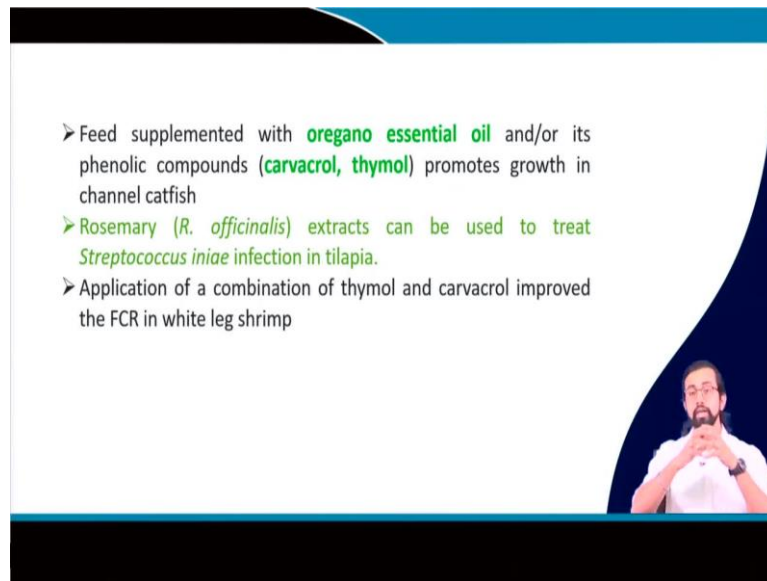 ➢ Feed supplemented with oregano essential oil and/or its
phenolic compounds (carvacrol, thymol) promotes growth in
channel catfish
➢ Rosemary (R. officinalis) extracts can be used to treat
Streptococcus iniae infection in tilapia.
➢ Application of a combination of thymol and carvacrol improved
the FCR in white leg shrimp